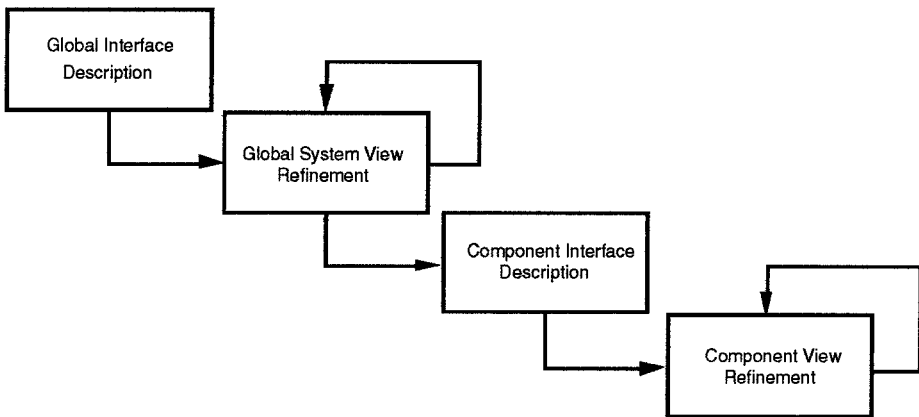 Global Interface
Description
Global System View
Refinement
Component Interface
Description
Component View
Refinement